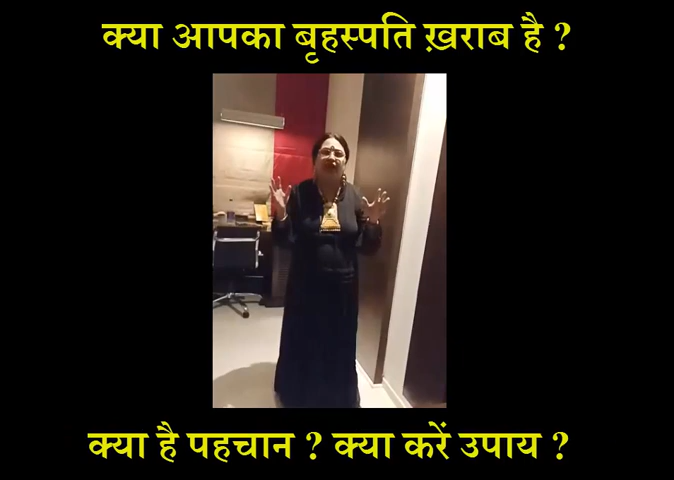 क्या आपका बृहस्पति ख़राब है ?
क्या है पहचान ? क्या करें उपाय ?